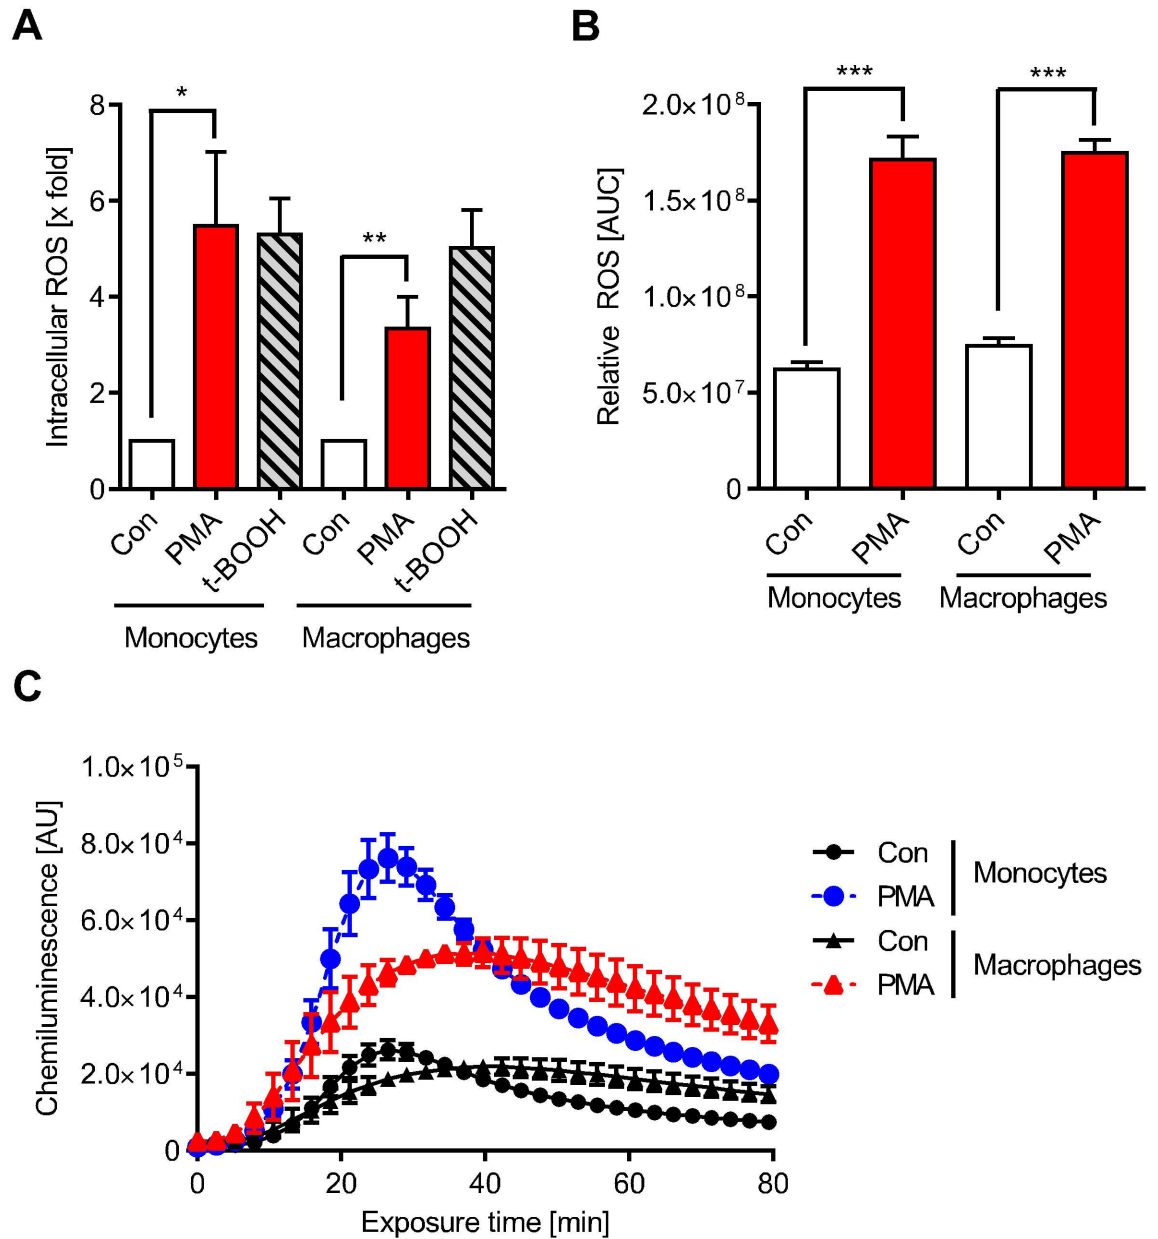 A
Intracellular ROS [x fold]
8
6
4
2
0
*
**
Con
PMA
t-BOOH
Con
PMA
t-BOOH
Monocytes
Macrophages
B
Relative ROS [AUC]
2.0×10⁸
1.5×10⁸
1.0×10⁸
5.0×10⁷
0
***
***
Con
PMA
Con
PMA
Monocytes
Macrophages
C
Chemiluminescence [AU]
1.0×10⁵
8.0×10⁴
6.0×10⁴
4.0×10⁴
2.0×10⁴
0
0 20 40 60 80
Exposure time [min]
Con
PMA
Monocytes
Con
PMA
Macrophages